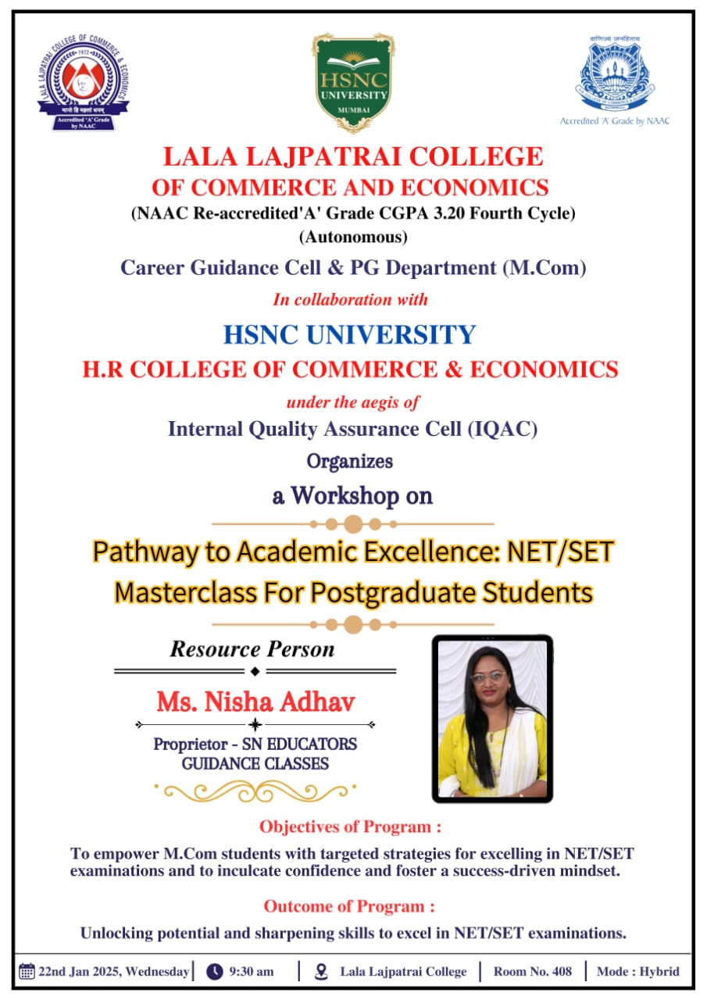 LALA LAJPATRAI COLLEGE OF COMMERCE & ECONOMICS
1972
Accredited 'A' Grade
by NAAC
HSNC
UNIVERSITY
MUMBAI
वाणिज्यं जनहिताय
Accredited 'A' Grade by NAAC
LALA LAJPATRAI COLLEGE
OF COMMERCE AND ECONOMICS
(NAAC Re-accredited'A' Grade CGPA 3.20 Fourth Cycle)
(Autonomous)
Career Guidance Cell & PG Department (M.Com)
In collaboration with
HSNC UNIVERSITY
H.R COLLEGE OF COMMERCE & ECONOMICS
under the aegis of
Internal Quality Assurance Cell (IQAC)
Organizes
a Workshop on
Pathway to Academic Excellence: NET/SET
Masterclass For Postgraduate Students
Resource Person
Ms. Nisha Adhav
Proprietor - SN EDUCATORS
GUIDANCE CLASSES
Objectives of Program :
To empower M.Com students with targeted strategies for excelling in NET/SET
examinations and to inculcate confidence and foster a success-driven mindset.
Outcome of Program :
Unlocking potential and sharpening skills to excel in NET/SET examinations.
22nd Jan 2025, Wednesday 9:30 am Lala Lajpatrai College Room No. 408 Mode : Hybrid